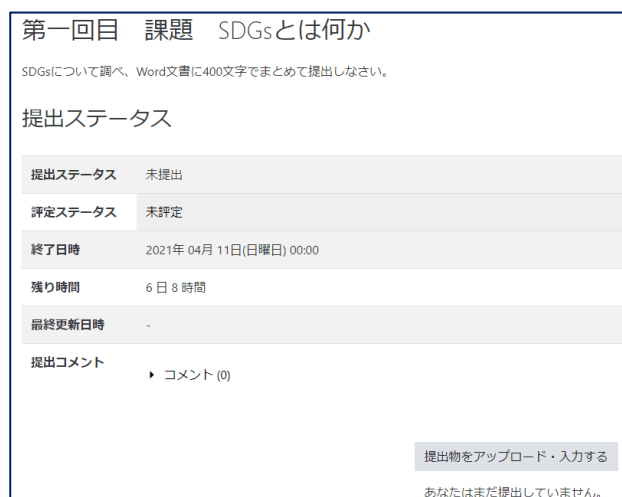 第一回目　課題　SDGsとは何か
SDGsについて調べ、Word文書に400文字でまとめて提出しなさい。
提出ステータス
提出ステータス　未提出
評定ステータス　未評定
終了日時　2021年 04月 11日(日曜日) 00:00
残り時間　6 日 8 時間
最終更新日時　-
提出コメント
コメント (0)
提出物をアップロード・入力する
あなたはまだ提出していません。